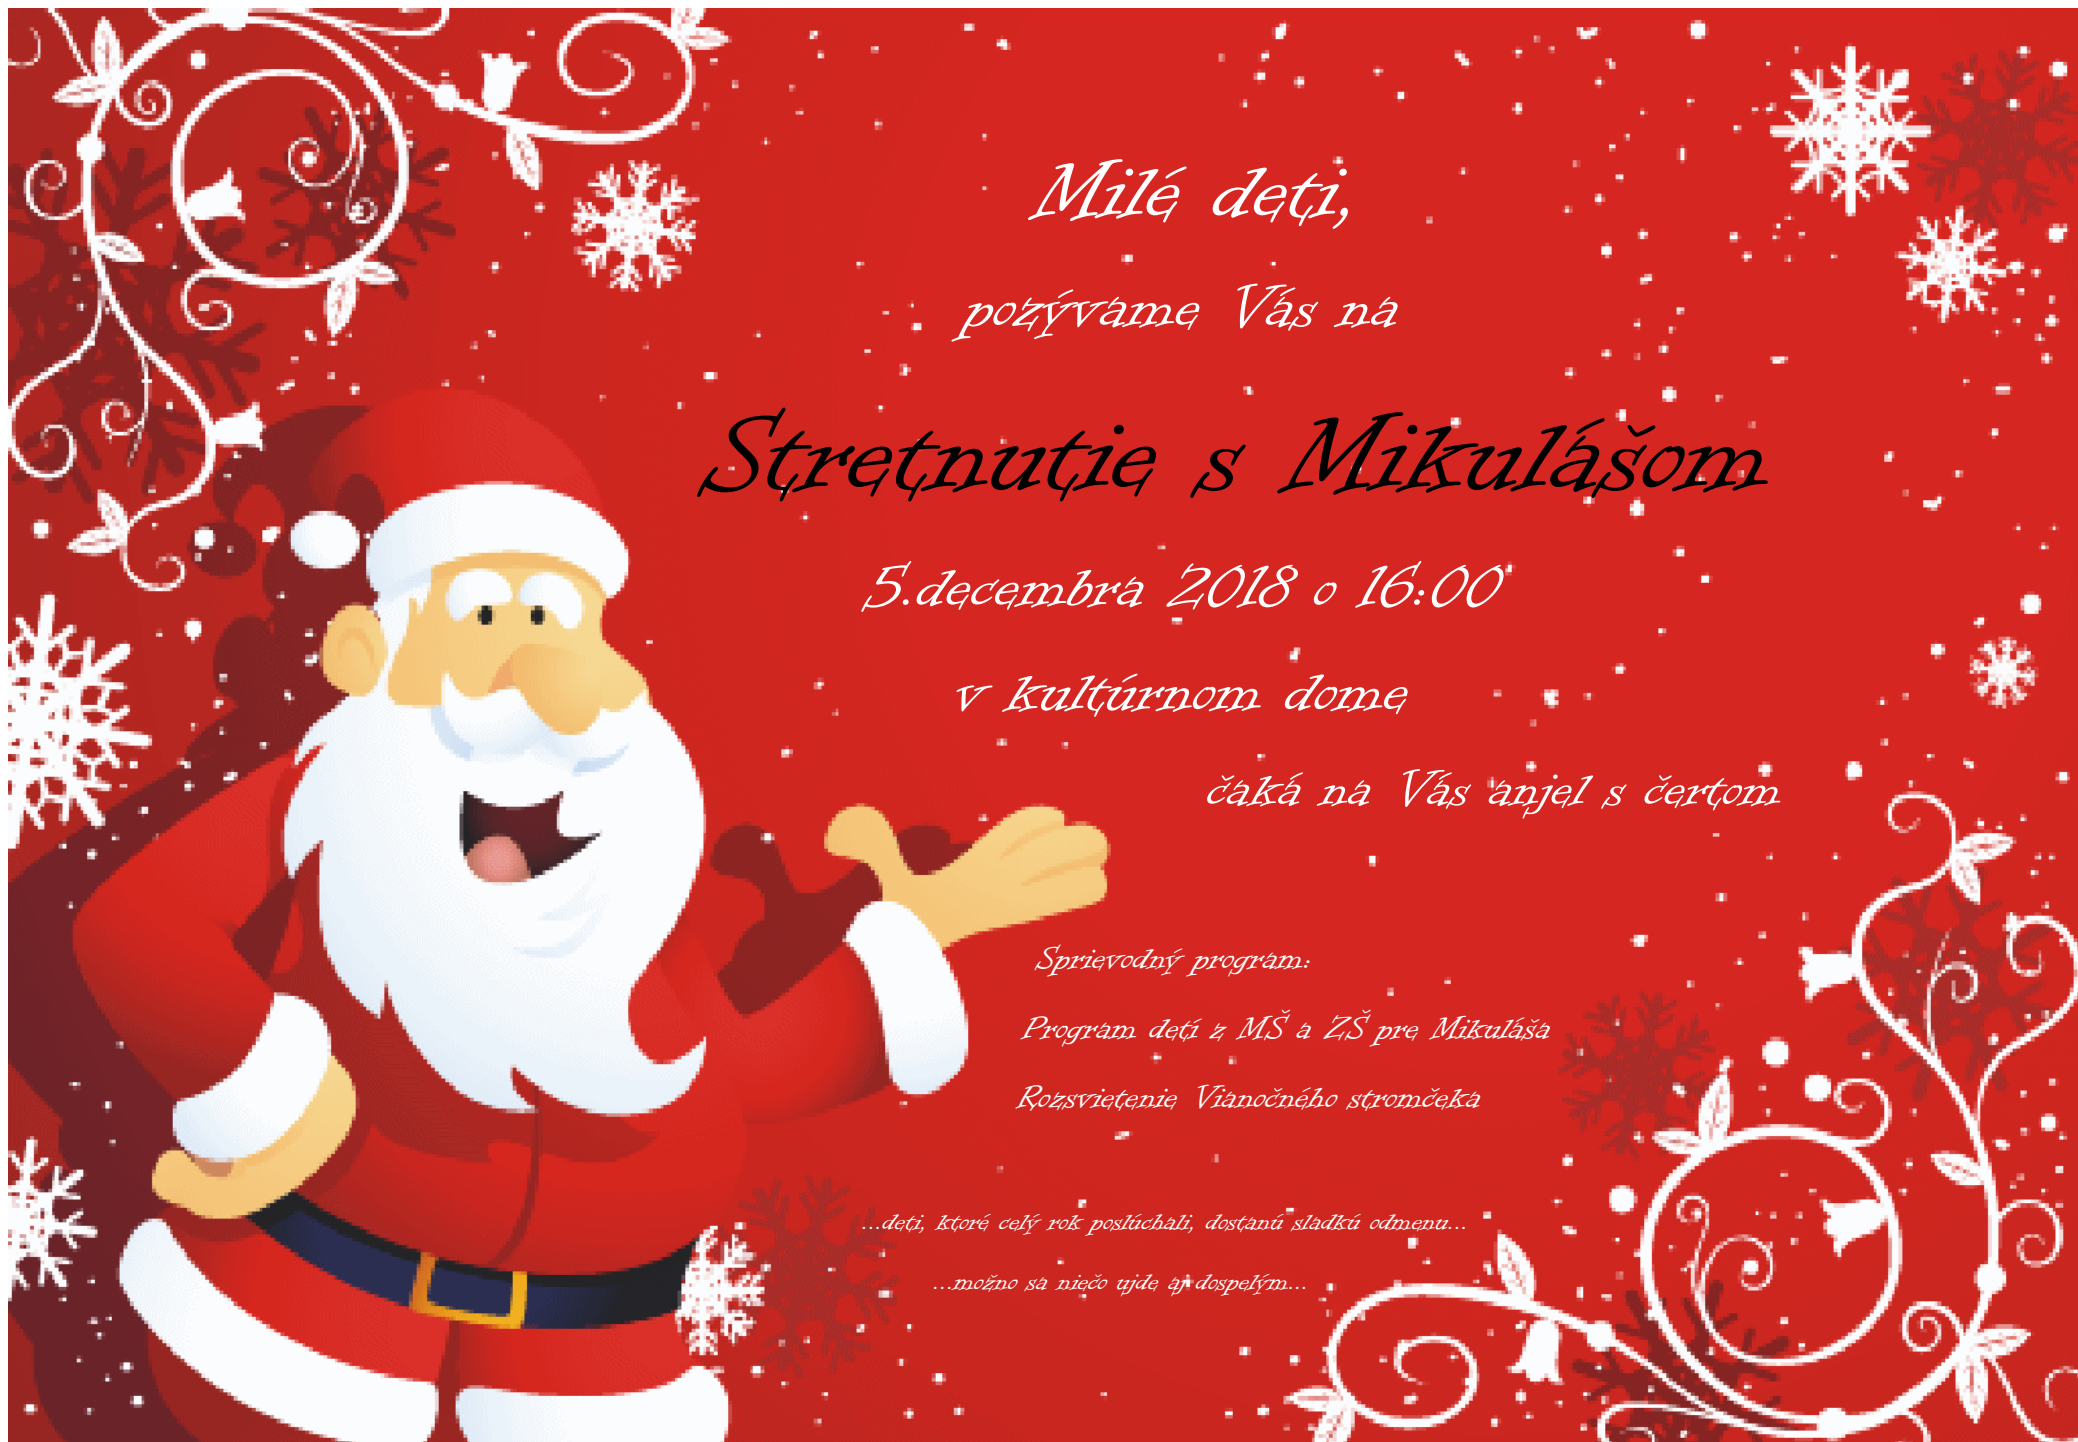 Milé deti,
pozývame Vás na
Stretnutie s Mikulášom
5.decembra 2018 o 16:00
v kultúrnom dome
čaká na Vás anjel s čertom
Sprievodný program:
Program detí z MŠ a ZŠ pre Mikuláša
Rozsvietenie Vianočného stromčeka
...deti, ktoré celý rok poslúchali, dostanú sladkú odmenu...
...možno sa niečo ujde aj dospelým...